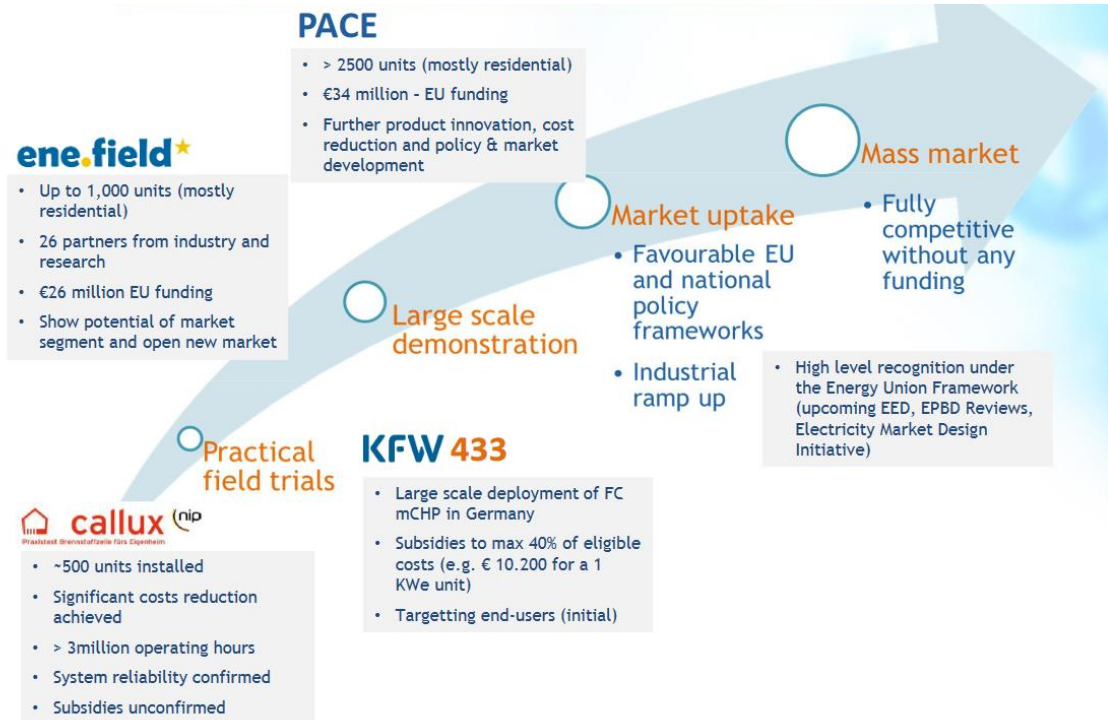 PACE
• > 2500 units (mostly residential)
• €34 million – EU funding
• Further product innovation, cost
reduction and policy & market
development
ene.field
• Up to 1,000 units (mostly
residential)
• 26 partners from industry and
research
• €26 million EU funding
• Show potential of market
segment and open new market
Mass market
• Fully
competitive
without any
funding
Market uptake
• Favourable EU
and national
policy
frameworks
• Industrial
ramp up
Large scale
demonstration
• High level recognition under
the Energy Union Framework
(upcoming EED, EPBD Reviews,
Electricity Market Design
Initiative)
Practical
field trials
KFW 433
• Large scale deployment of FC
mCHP in Germany
• Subsidies to max 40% of eligible
costs (e.g. € 10.200 for a 1
KWe unit)
• Targetting end-users (initial)
callux nip
Praxistest Brennstoffzelle fürs Eigenheim
• ~500 units installed
• Significant costs reduction
achieved
• > 3million operating hours
• System reliability confirmed
• Subsidies unconfirmed